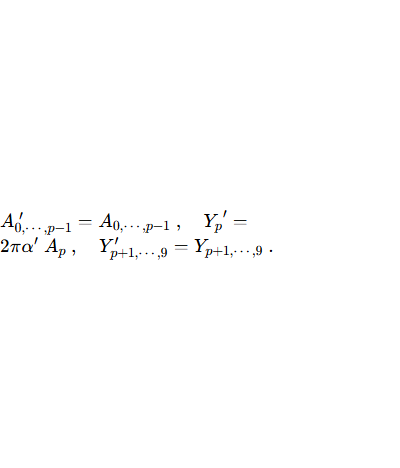 A′_{0,⋯,p−1} = A_{0,⋯,p−1} , Y_p′ =
2πα′ A_p , Y′_{p+1,⋯,9} = Y_{p+1,⋯,9} .